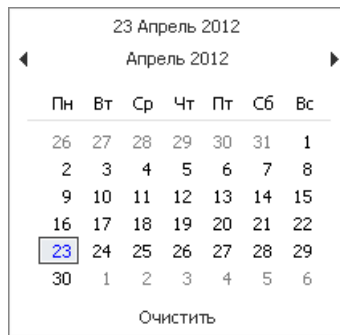 23 Апрель 2012
Апрель 2012
Пн Вт Ср Чт Пт Сб Вс
26 27 28 29 30 31 1
2 3 4 5 6 7 8
9 10 11 12 13 14 15
16 17 18 19 20 21 22
23 24 25 26 27 28 29
30 1 2 3 4 5 6
Очистить